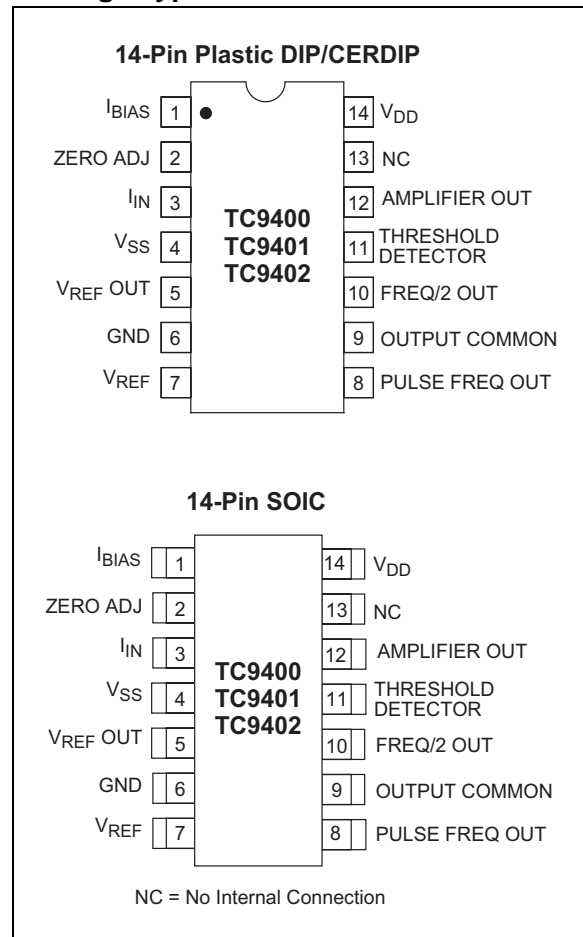 14-Pin Plastic DIP/CERDIP
IBIAS 1
ZERO ADJ 2
IIN 3
VSS 4
VREF OUT 5
GND 6
VREF 7
TC9400
TC9401
TC9402
14 VDD
13 NC
12 AMPLIFIER OUT
11 THRESHOLD
DETECTOR
10 FREQ/2 OUT
9 OUTPUT COMMON
8 PULSE FREQ OUT
14-Pin SOIC
IBIAS 1
ZERO ADJ 2
IIN 3
VSS 4
VREF OUT 5
GND 6
VREF 7
TC9400
TC9401
TC9402
14 VDD
13 NC
12 AMPLIFIER OUT
11 THRESHOLD
DETECTOR
10 FREQ/2 OUT
9 OUTPUT COMMON
8 PULSE FREQ OUT
NC = No Internal Connection